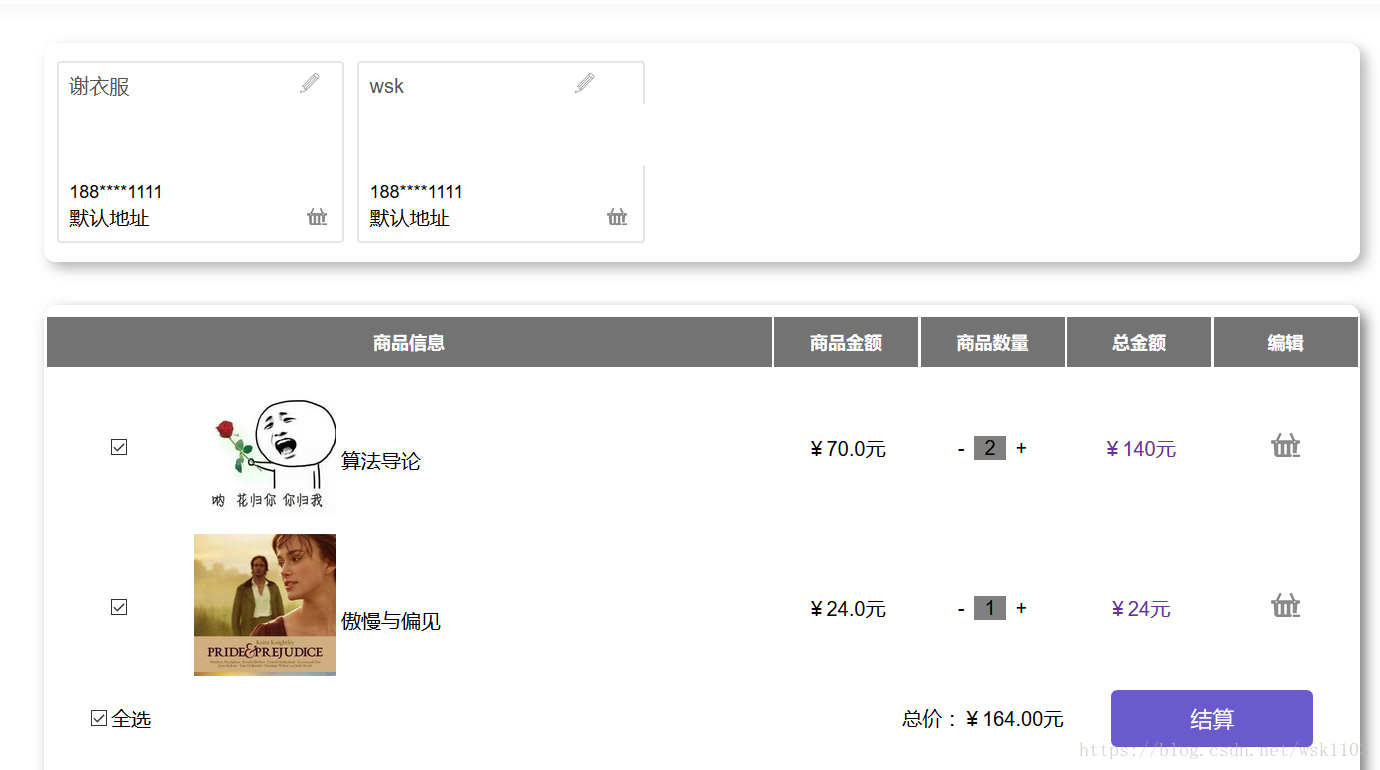 谢衣服
wsk
188****1111
188****1111
默认地址
默认地址
商品信息 商品金额 商品数量 总金额 编辑
呐 花归你 你归我
算法导论
¥70.0元
- 2 +
¥140元
Keira Knightley
PRIDE & PREJUDICE
傲慢与偏见
¥24.0元
- 1 +
¥24元
全选
总价：¥164.00元
结算
https://blog.csdn.net/wsk110